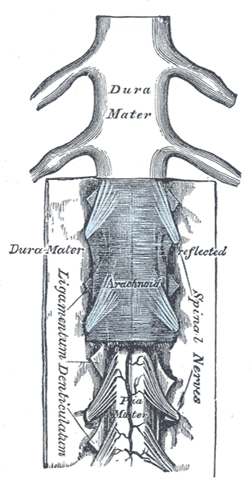 Dura
Mater
Dura-Mater
reflected
Arachnoid
Ligamentum Denticulatum
Spinal Nerves
Pia
Mater